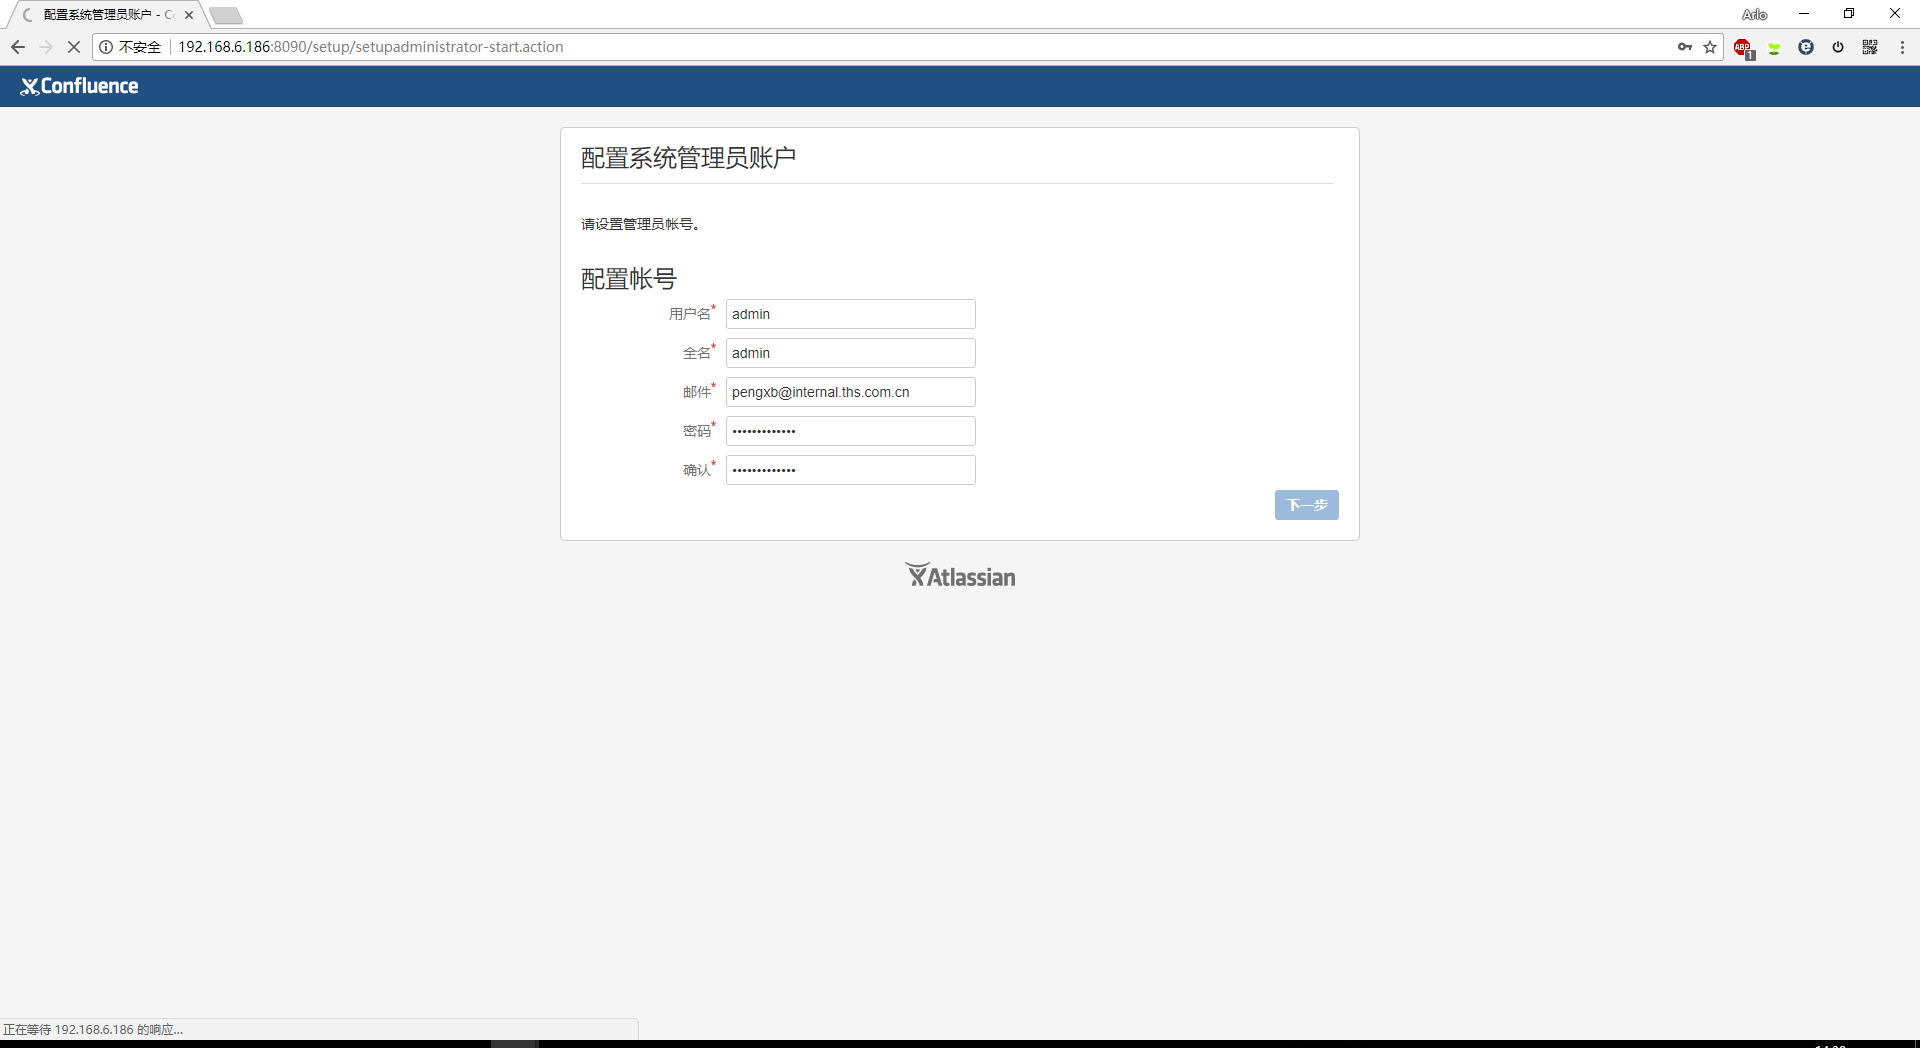 配置系统管理员账户 - C
Arlo
不安全
192.168.6.186:8090/setup/setupadministrator-start.action
ABP
1
Confluence
配置系统管理员账户
请设置管理员帐号。
配置帐号
用户名*
admin
全名*
admin
邮件*
pengxb@internal.ths.com.cn
密码*
•••••••••••••
确认*
•••••••••••••
下一步
Atlassian
正在等待 192.168.6.186 的响应...